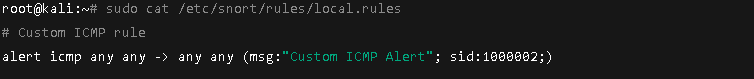 root@kali:~# sudo cat /etc/snort/rules/local.rules
# Custom ICMP rule
alert icmp any any -> any any (msg:"Custom ICMP Alert"; sid:1000002;)